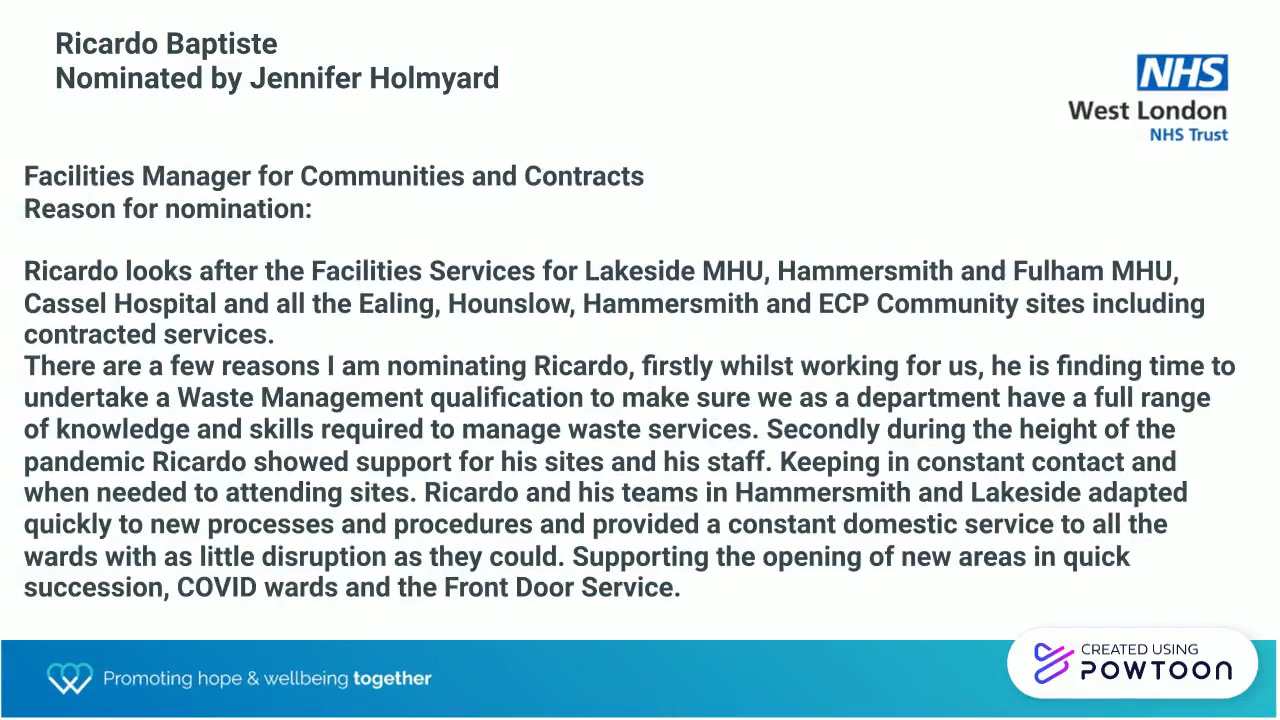 Ricardo Baptiste
Nominated by Jennifer Holmyard
NHS
West London
NHS Trust
Facilities Manager for Communities and Contracts
Reason for nomination:
Ricardo looks after the Facilities Services for Lakeside MHU, Hammersmith and Fulham MHU,
Cassel Hospital and all the Ealing, Hounslow, Hammersmith and ECP Community sites including
contracted services.
There are a few reasons I am nominating Ricardo, firstly whilst working for us, he is finding time to
undertake a Waste Management qualification to make sure we as a department have a full range
of knowledge and skills required to manage waste services. Secondly during the height of the
pandemic Ricardo showed support for his sites and his staff. Keeping in constant contact and
when needed to attending sites. Ricardo and his teams in Hammersmith and Lakeside adapted
quickly to new processes and procedures and provided a constant domestic service to all the
wards with as little disruption as they could. Supporting the opening of new areas in quick
succession, COVID wards and the Front Door Service.
Promoting hope & wellbeing together
CREATED USING
POWTOON